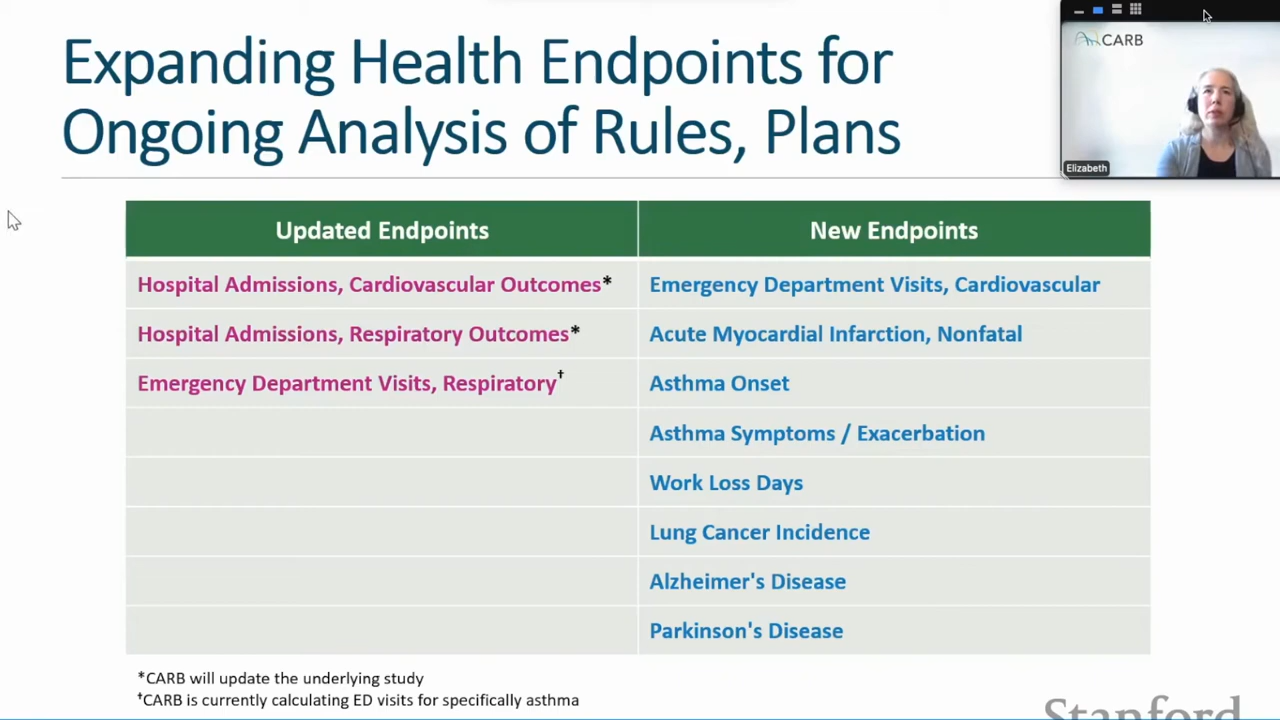 Expanding Health Endpoints for
Ongoing Analysis of Rules, Plans
CARB
Elizabeth
Updated Endpoints
New Endpoints
Hospital Admissions, Cardiovascular Outcomes*
Emergency Department Visits, Cardiovascular
Hospital Admissions, Respiratory Outcomes*
Acute Myocardial Infarction, Nonfatal
Emergency Department Visits, Respiratory†
Asthma Onset
Asthma Symptoms / Exacerbation
Work Loss Days
Lung Cancer Incidence
Alzheimer's Disease
Parkinson's Disease
*CARB will update the underlying study
†CARB is currently calculating ED visits for specifically asthma
Stanford